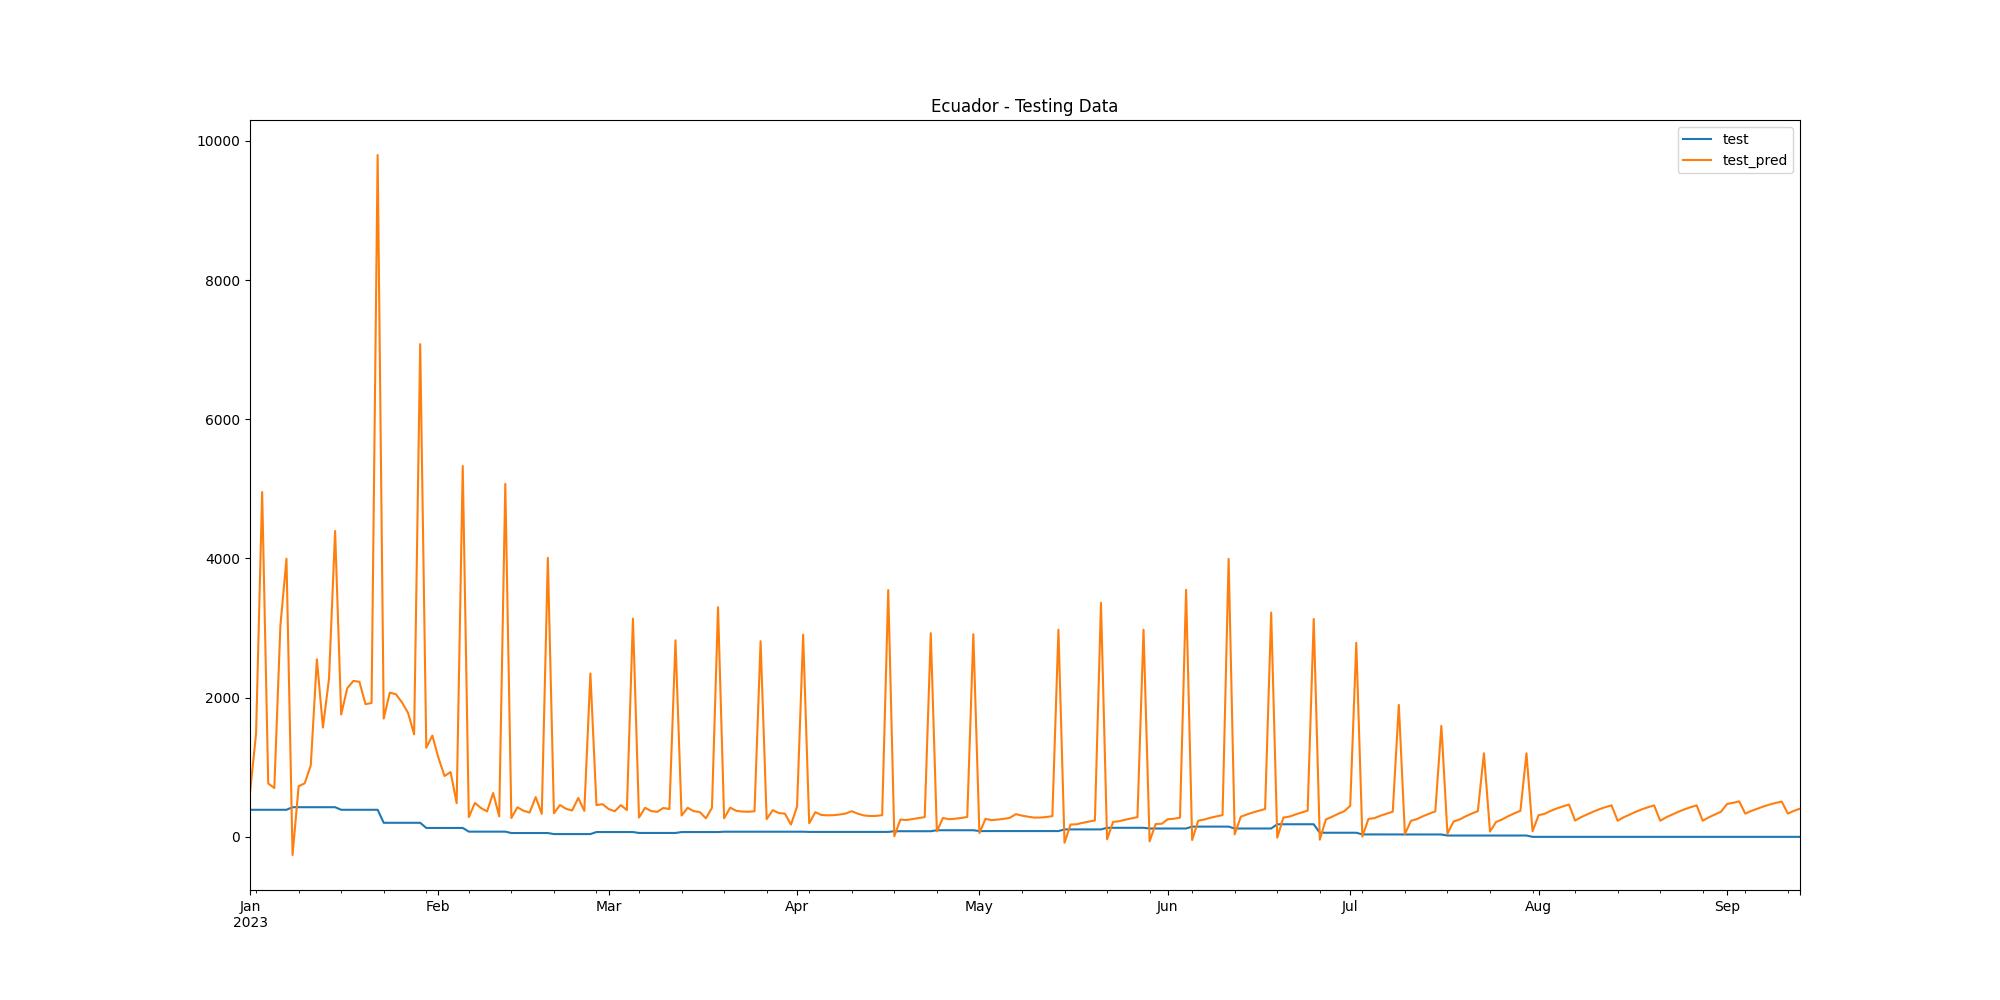 Ecuador - Testing Data
test
test_pred
10000
8000
6000
4000
2000
0
Jan Feb Mar Apr May Jun Jul Aug Sep
2023